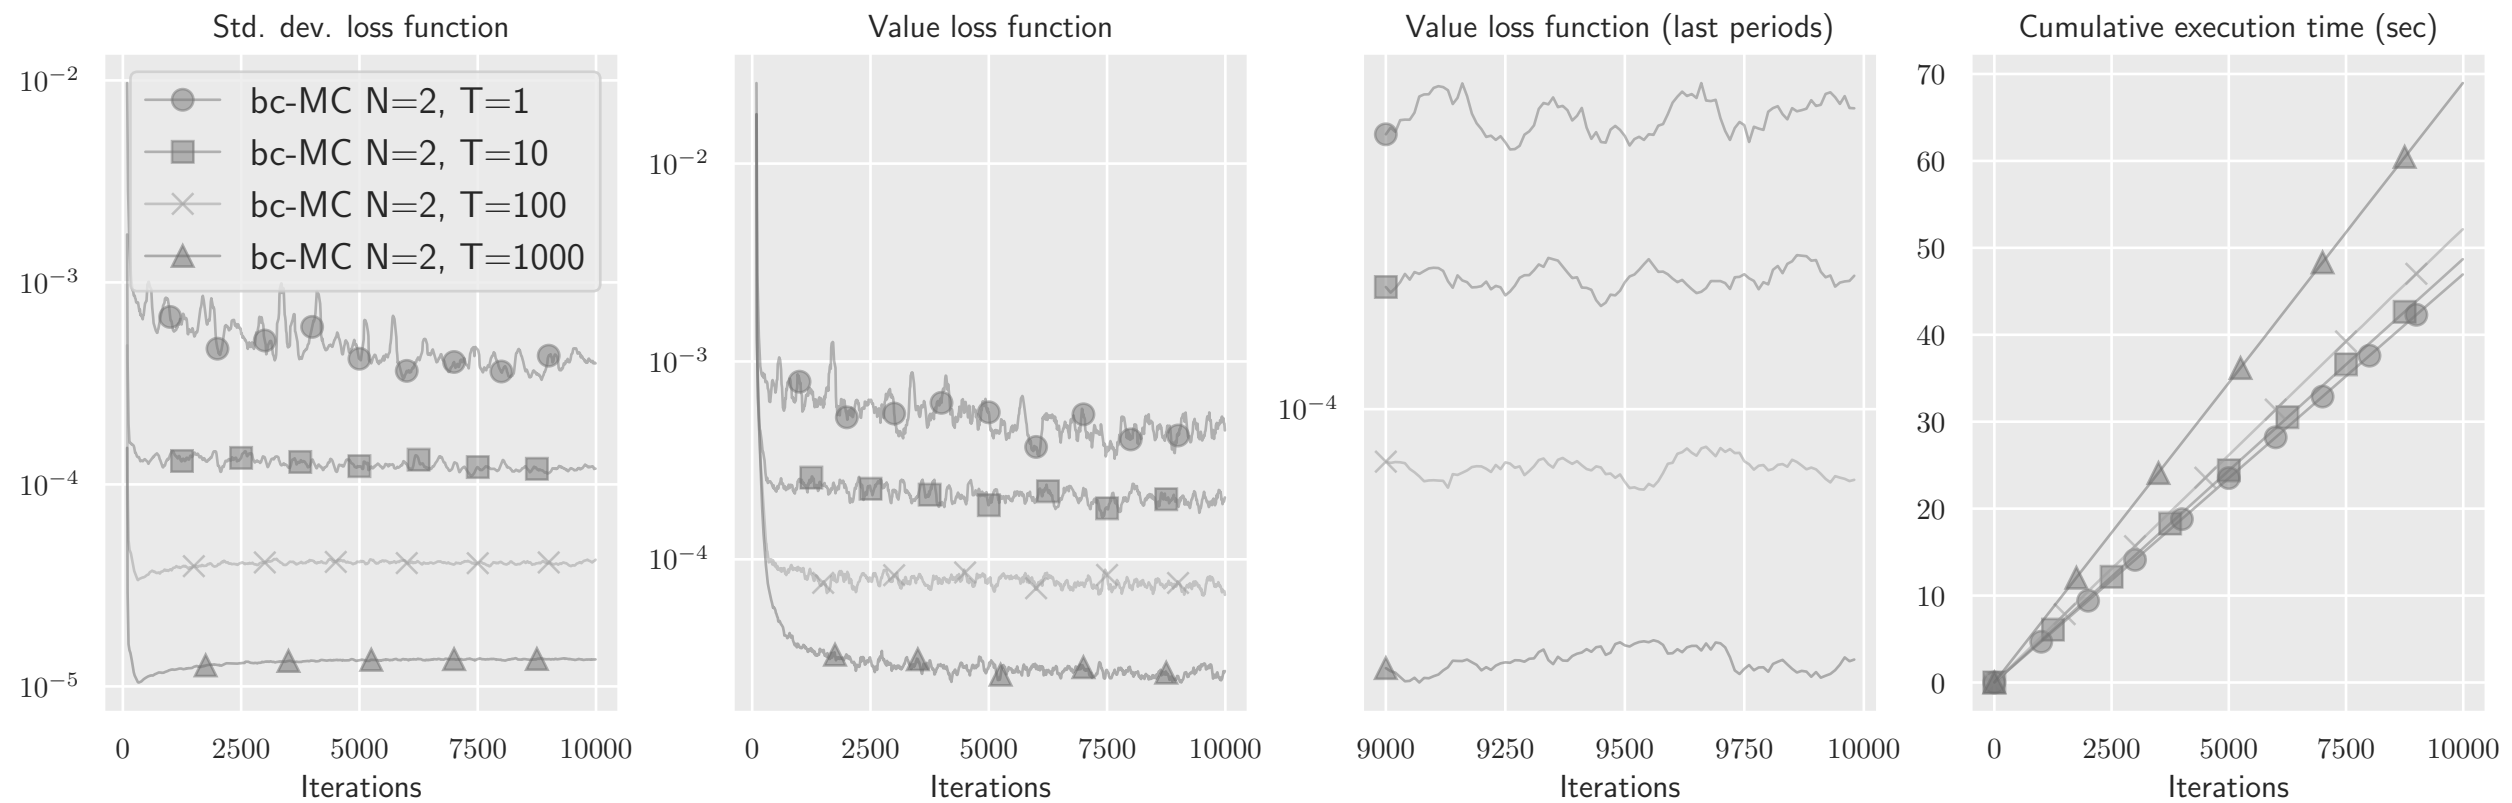 Std. dev. loss function
10⁻²
10⁻³
10⁻⁴
10⁻⁵
bc-MC N=2, T=1
bc-MC N=2, T=10
bc-MC N=2, T=100
bc-MC N=2, T=1000
0 2500 5000 7500 10000
Iterations
Value loss function
10⁻²
10⁻³
10⁻⁴
0 2500 5000 7500 10000
Iterations
Value loss function (last periods)
10⁻⁴
9000 9250 9500 9750 10000
Iterations
Cumulative execution time (sec)
70
60
50
40
30
20
10
0
0 2500 5000 7500 10000
Iterations